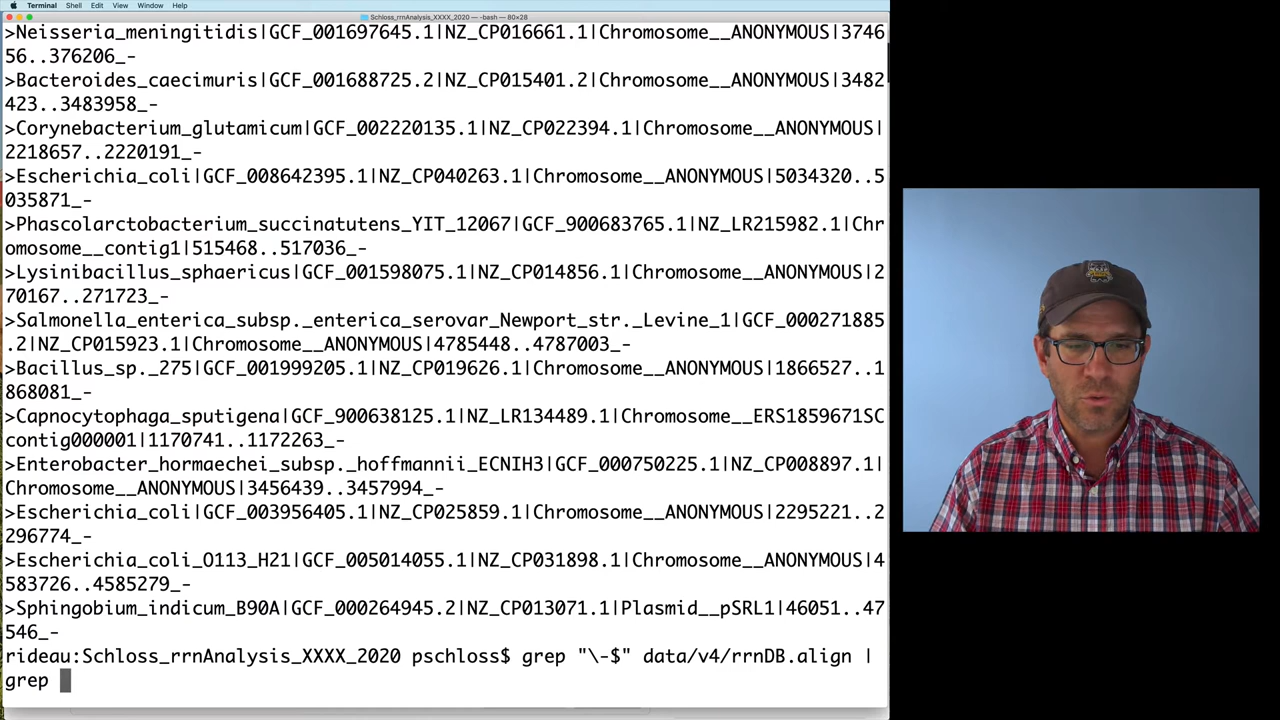 Terminal Shell Edit View Window Help
Schloss_rrnAnalysis_XXXX_2020 — -bash — 80×28
>Neisseria_meningitidis|GCF_001697645.1|NZ_CP016661.1|Chromosome__ANONYMOUS|3746
56..376206_-
>Bacteroides_caecimuris|GCF_001688725.2|NZ_CP015401.2|Chromosome__ANONYMOUS|3482
423..3483958_-
>Corynebacterium_glutamicum|GCF_002220135.1|NZ_CP022394.1|Chromosome__ANONYMOUS|
2218657..2220191_-
>Escherichia_coli|GCF_008642395.1|NZ_CP040263.1|Chromosome__ANONYMOUS|5034320..5
035871_-
>Phascolarctobacterium_succinatutens_YIT_12067|GCF_900683765.1|NZ_LR215982.1|Chr
omosome__contig1|515468..517036_-
>Lysinibacillus_sphaericus|GCF_001598075.1|NZ_CP014856.1|Chromosome__ANONYMOUS|2
70167..271723_-
>Salmonella_enterica_subsp._enterica_serovar_Newport_str._Levine_1|GCF_000271885
.2|NZ_CP015923.1|Chromosome__ANONYMOUS|4785448..4787003_-
>Bacillus_sp._275|GCF_001999205.1|NZ_CP019626.1|Chromosome__ANONYMOUS|1866527..1
868081_-
>Capnocytophaga_sputigena|GCF_900638125.1|NZ_LR134489.1|Chromosome__ERS1859671SC
contig000001|1170741..1172263_-
>Enterobacter_hormaechei_subsp._hoffmannii_ECNIH3|GCF_000750225.1|NZ_CP008897.1|
Chromosome__ANONYMOUS|3456439..3457994_-
>Escherichia_coli|GCF_003956405.1|NZ_CP025859.1|Chromosome__ANONYMOUS|2295221..2
296774_-
>Escherichia_coli_O113_H21|GCF_005014055.1|NZ_CP031898.1|Chromosome__ANONYMOUS|4
583726..4585279_-
>Sphingobium_indicum_B90A|GCF_000264945.2|NZ_CP013071.1|Plasmid__pSRL1|46051..47
546_-
rideau:Schloss_rrnAnalysis_XXXX_2020 pschloss$ grep "\-$" data/v4/rrnDB.align |
grep